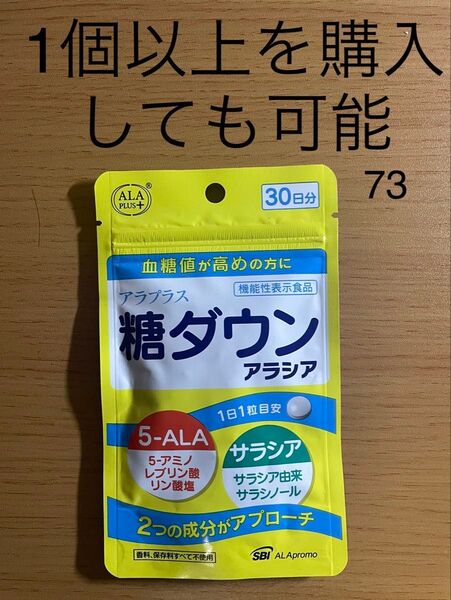 1個以上を購入
しても可能
73
ALA
PLUS+
®
30日分
血糖値が高めの方に
アラプラス
機能性表示食品
糖ダウン
アラシア
1日1粒目安
5-ALA
5-アミノ
レブリン酸
リン酸塩
サラシア
サラシア由来
サラシノール
2つの成分がアプローチ
香料、保存料すべて不使用
SBI ALApromo